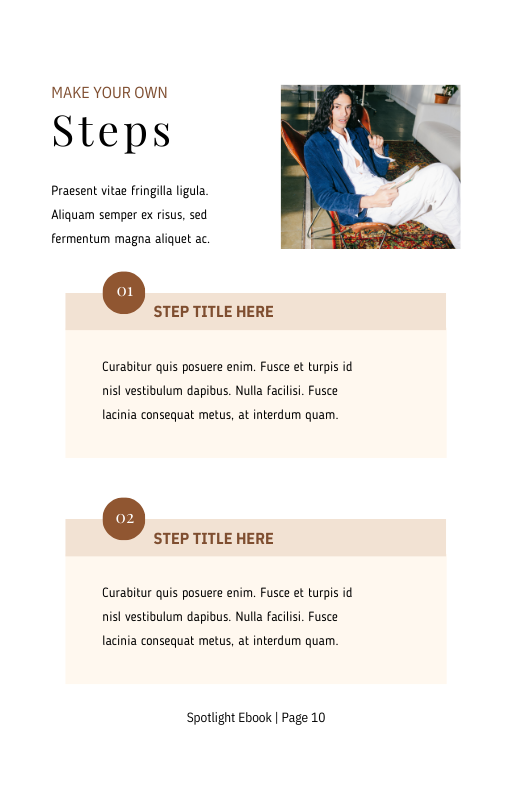 MAKE YOUR OWN
Steps
Praesent vitae fringilla ligula.
Aliquam semper ex risus, sed
fermentum magna aliquet ac.
01
STEP TITLE HERE
Curabitur quis posuere enim. Fusce et turpis id
nisl vestibulum dapibus. Nulla facilisi. Fusce
lacinia consequat metus, at interdum quam.
02
STEP TITLE HERE
Curabitur quis posuere enim. Fusce et turpis id
nisl vestibulum dapibus. Nulla facilisi. Fusce
lacinia consequat metus, at interdum quam.
Spotlight Ebook | Page 10